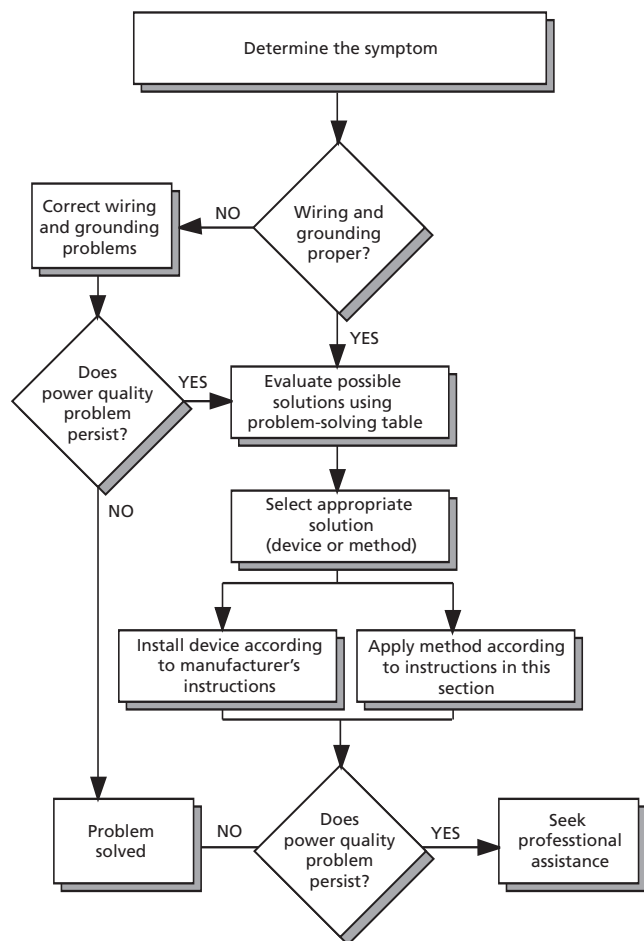 Determine the symptom
Correct wiring
and grounding
problems
NO
Wiring and
grounding
proper?
YES
Does
power quality
problem
persist?
YES
Evaluate possible
solutions using
problem-solving table
NO
Select appropriate
solution
(device or method)
Install device according
to manufacturer’s
instructions
Apply method according
to instructions in this
section
Problem
solved
NO
Does
power quality
problem
persist?
YES
Seek
professtional
assistance